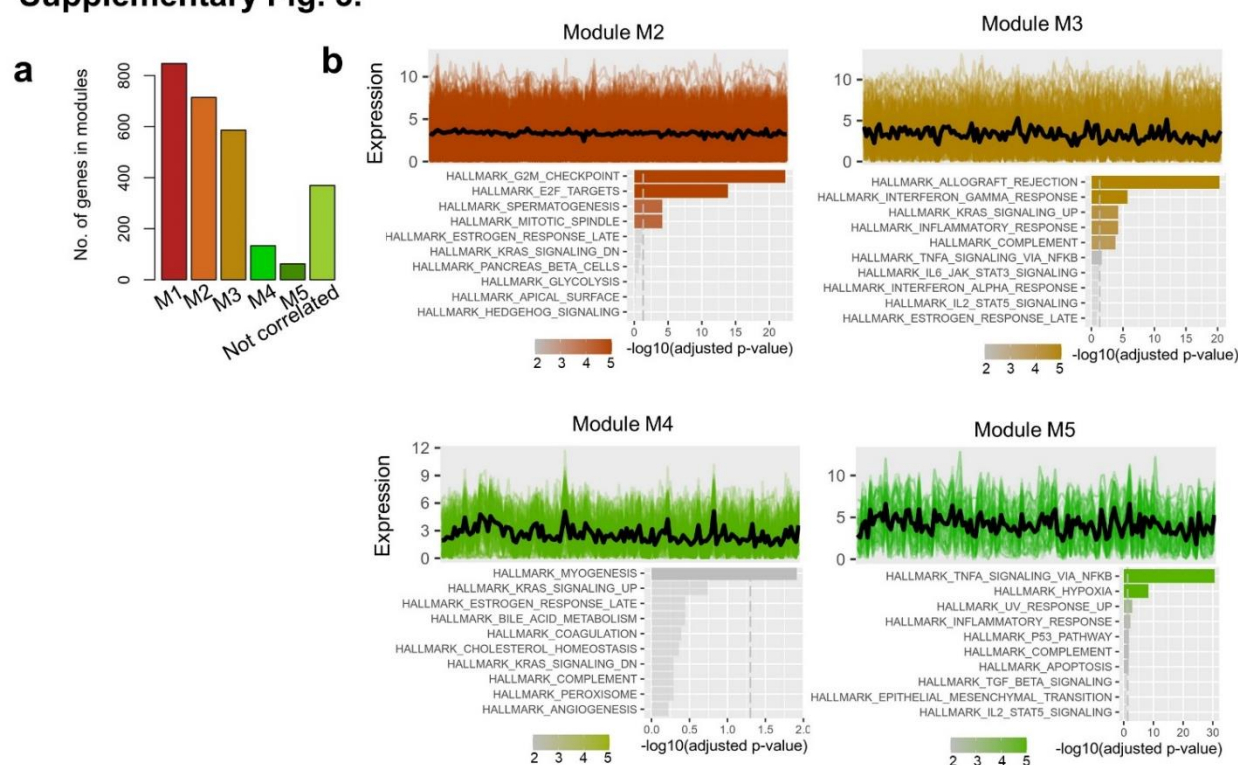 a
No. of genes in modules
800
600
400
200
0
M1
M2
M3
M4
M5
Not correlated
b
Module M2
Expression
10
5
0
HALLMARK_G2M_CHECKPOINT
HALLMARK_E2F_TARGETS
HALLMARK_SPERMATOGENESIS
HALLMARK_MITOTIC_SPINDLE
HALLMARK_ESTROGEN_RESPONSE_LATE
HALLMARK_KRAS_SIGNALING_DN
HALLMARK_PANCREAS_BETA_CELLS
HALLMARK_GLYCOLYSIS
HALLMARK_APICAL_SURFACE
HALLMARK_HEDGEHOG_SIGNALING
0 5 10 15 20
-log10(adjusted p-value)
2 3 4 5
Module M3
10
5
0
HALLMARK_ALLOGRAFT_REJECTION
HALLMARK_INTERFERON_GAMMA_RESPONSE
HALLMARK_KRAS_SIGNALING_UP
HALLMARK_INFLAMMATORY_RESPONSE
HALLMARK_COMPLEMENT
HALLMARK_TNFA_SIGNALING_VIA_NFKB
HALLMARK_IL6_JAK_STAT3_SIGNALING
HALLMARK_INTERFERON_ALPHA_RESPONSE
HALLMARK_IL2_STAT5_SIGNALING
HALLMARK_ESTROGEN_RESPONSE_LATE
0 5 10 15 20
-log10(adjusted p-value)
2 3 4 5
Module M4
Expression
12
9
6
3
0
HALLMARK_MYOGENESIS
HALLMARK_KRAS_SIGNALING_UP
HALLMARK_ESTROGEN_RESPONSE_LATE
HALLMARK_BILE_ACID_METABOLISM
HALLMARK_COAGULATION
HALLMARK_CHOLESTEROL_HOMEOSTASIS
HALLMARK_KRAS_SIGNALING_DN
HALLMARK_COMPLEMENT
HALLMARK_PEROXISOME
HALLMARK_ANGIOGENESIS
0.0 0.5 1.0 1.5 2.0
-log10(adjusted p-value)
2 3 4 5
Module M5
10
5
0
HALLMARK_TNFA_SIGNALING_VIA_NFKB
HALLMARK_HYPOXIA
HALLMARK_UV_RESPONSE_UP
HALLMARK_INFLAMMATORY_RESPONSE
HALLMARK_P53_PATHWAY
HALLMARK_COMPLEMENT
HALLMARK_APOPTOSIS
HALLMARK_TGF_BETA_SIGNALING
HALLMARK_EPITHELIAL_MESENCHYMAL_TRANSITION
HALLMARK_IL2_STAT5_SIGNALING
0 10 20 30
-log10(adjusted p-value)
2 3 4 5